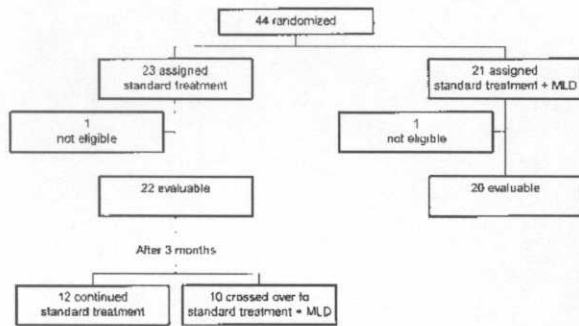 44 randomized
23 assigned
standard treatment
21 assigned
standard treatment + MLD
1
not eligible
1
not eligible
22 evaluable
20 evaluable
After 3 months
12 continued
standard treatment
10 crossed over to
standard treatment + MLD